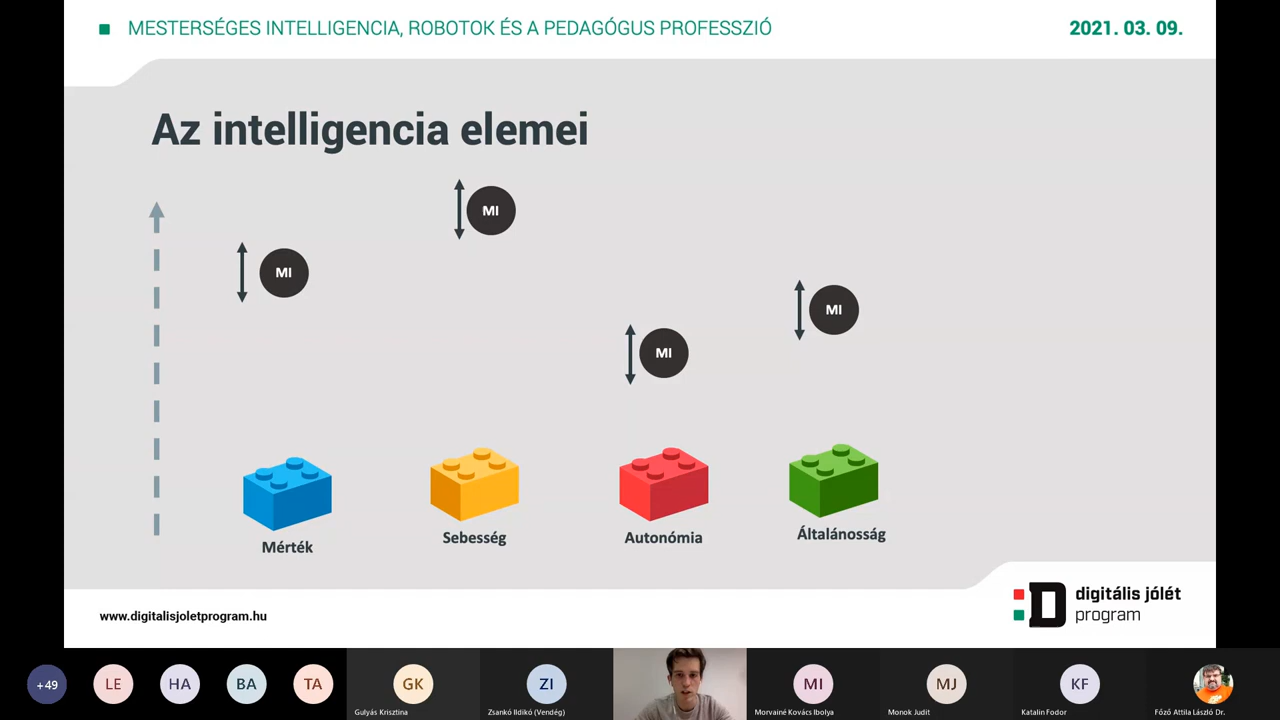 MESTERSÉGES INTELLIGENCIA, ROBOTOK ÉS A PEDAGÓGUS PROFESSZIÓ
2021. 03. 09.
Az intelligencia elemei
MI
MI
MI
MI
Mérték
Sebesség
Autonómia
Általánosság
www.digitalisjoletprogram.hu
digitális jólét
program
+49
LE
HA
BA
TA
GK
ZI
MI
MJ
KF
Gulyás Krisztina
Zsankó Ildikó (Vendég)
Morvainé Kovács Ibolya
Monok Judit
Katalin Fodor
Főző Attila László Dr.